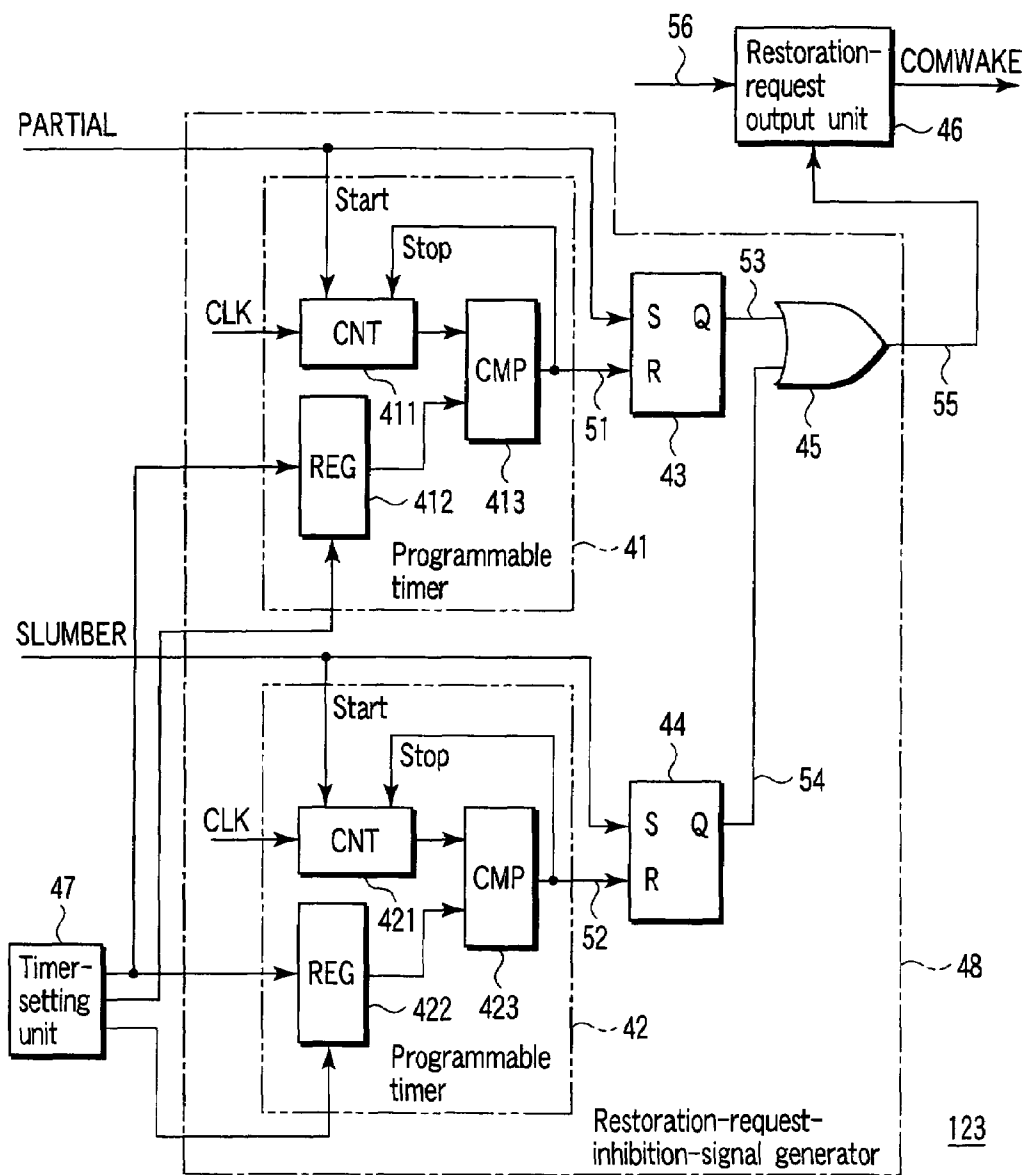 56
Restoration-
request
output unit
COMWAKE
46
PARTIAL
Start
Stop
CLK
CNT
411
CMP
413
REG
412
51
S Q
R
43
53
45
55
Programmable
timer
41
SLUMBER
Start
Stop
CLK
CNT
421
CMP
423
REG
422
52
44
S Q
R
54
47
Timer-
setting
unit
48
42
Programmable
timer
Restoration-request-
inhibition-signal generator
123